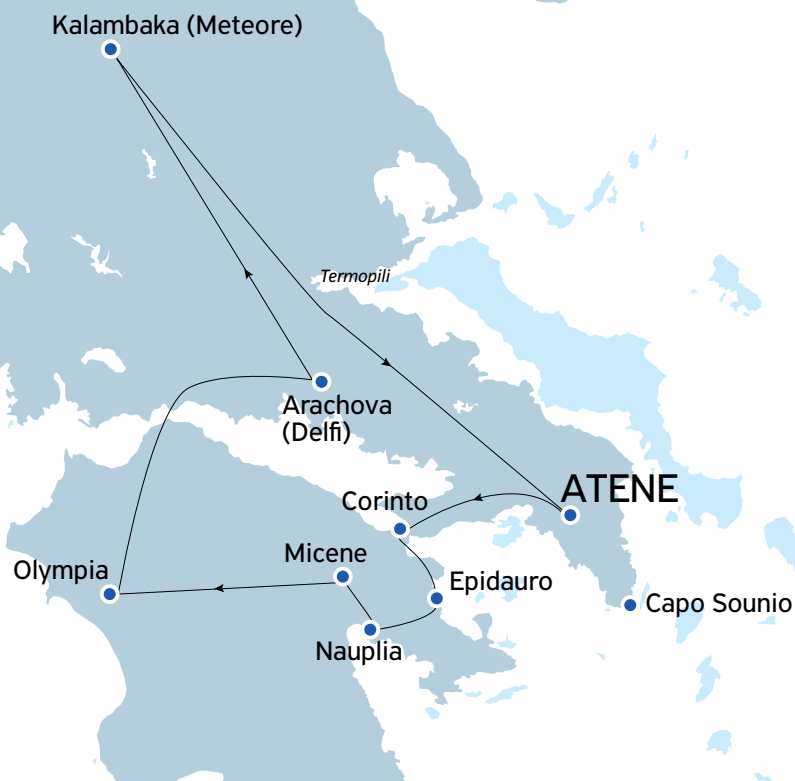 Kalambaka (Meteore)
Termopili
Arachova
(Delfi)
ATENE
Corinto
Micene
Olympia
Epidauro
Capo Sounio
Nauplia